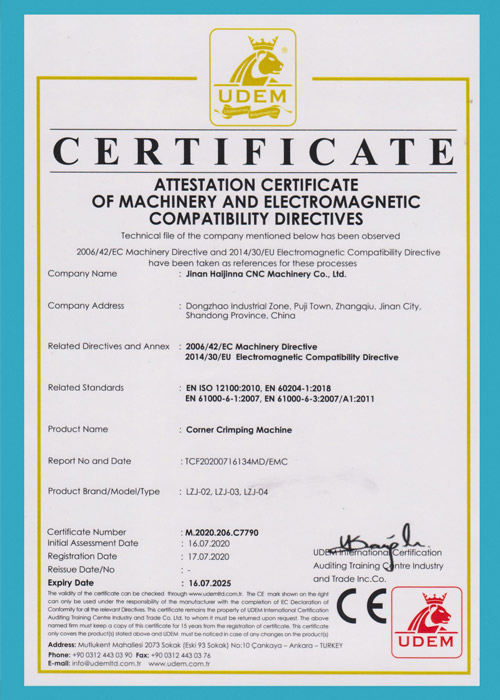 UDEM
®
CERTIFICATE
ATTESTATION CERTIFICATE
OF MACHINERY AND ELECTROMAGNETIC
COMPATIBILITY DIRECTIVES
Technical file of the company mentioned below has been observed
2006/42/EC Machinery Directive and 2014/30/EU Electromagnetic Compatibility Directive
have been taken as references for these processes
Company Name : Jinan Haijinna CNC Machinery Co., Ltd.
Company Address : Dongzhao Industrial Zone, Puji Town, Zhangqiu, Jinan City,
Shandong Province, China
Related Directives and Annex : 2006/42/EC Machinery Directive
2014/30/EU Electromagnetic Compatibility Directive
Related Standards : EN ISO 12100:2010, EN 60204-1:2018
EN 61000-6-1:2007, EN 61000-6-3:2007/A1:2011
Product Name : Corner Crimping Machine
Report No and Date : TCF20200716134MD/EMC
Product Brand/Model/Type : LZJ-02, LZJ-03, LZJ-04
Certificate Number : M.2020.206.C7790
Initial Assessment Date : 16.07.2020
Registration Date : 17.07.2020
Reissue Date/No : -
Expiry Date : 16.07.2025
UDEM International Certification
Auditing Training Centre Industry
and Trade Inc.Co.
The validity of the certificate can be checked through www.udemltd.com.tr. The CE mark shown on the right
can only be used under the responsibility of the manufacturer with the completion of EC Declaration of
Conformity for all the relevant Directives. This certificate remains the property of UDEM International Certification
Auditing Training Centre Industry and Trade Co. Ltd. to whom it must be returned upon request. The above
named firm must keep a copy of this certificate for 15 years from the registration of certificate. This certificate
only covers the product(s) stated above and UDEM must be noticed in case of any changes on the product(s)
CE
UDEM
Address: Mutlukent Mahallesi 2073 Sokak (Eski 93 Sokak) No:10 Çankaya – Ankara – TURKEY
Phone: +90 0312 443 03 90 Fax: +90 0312 443 03 76
E-mail: info@udemltd.com.tr www.udem.com.tr